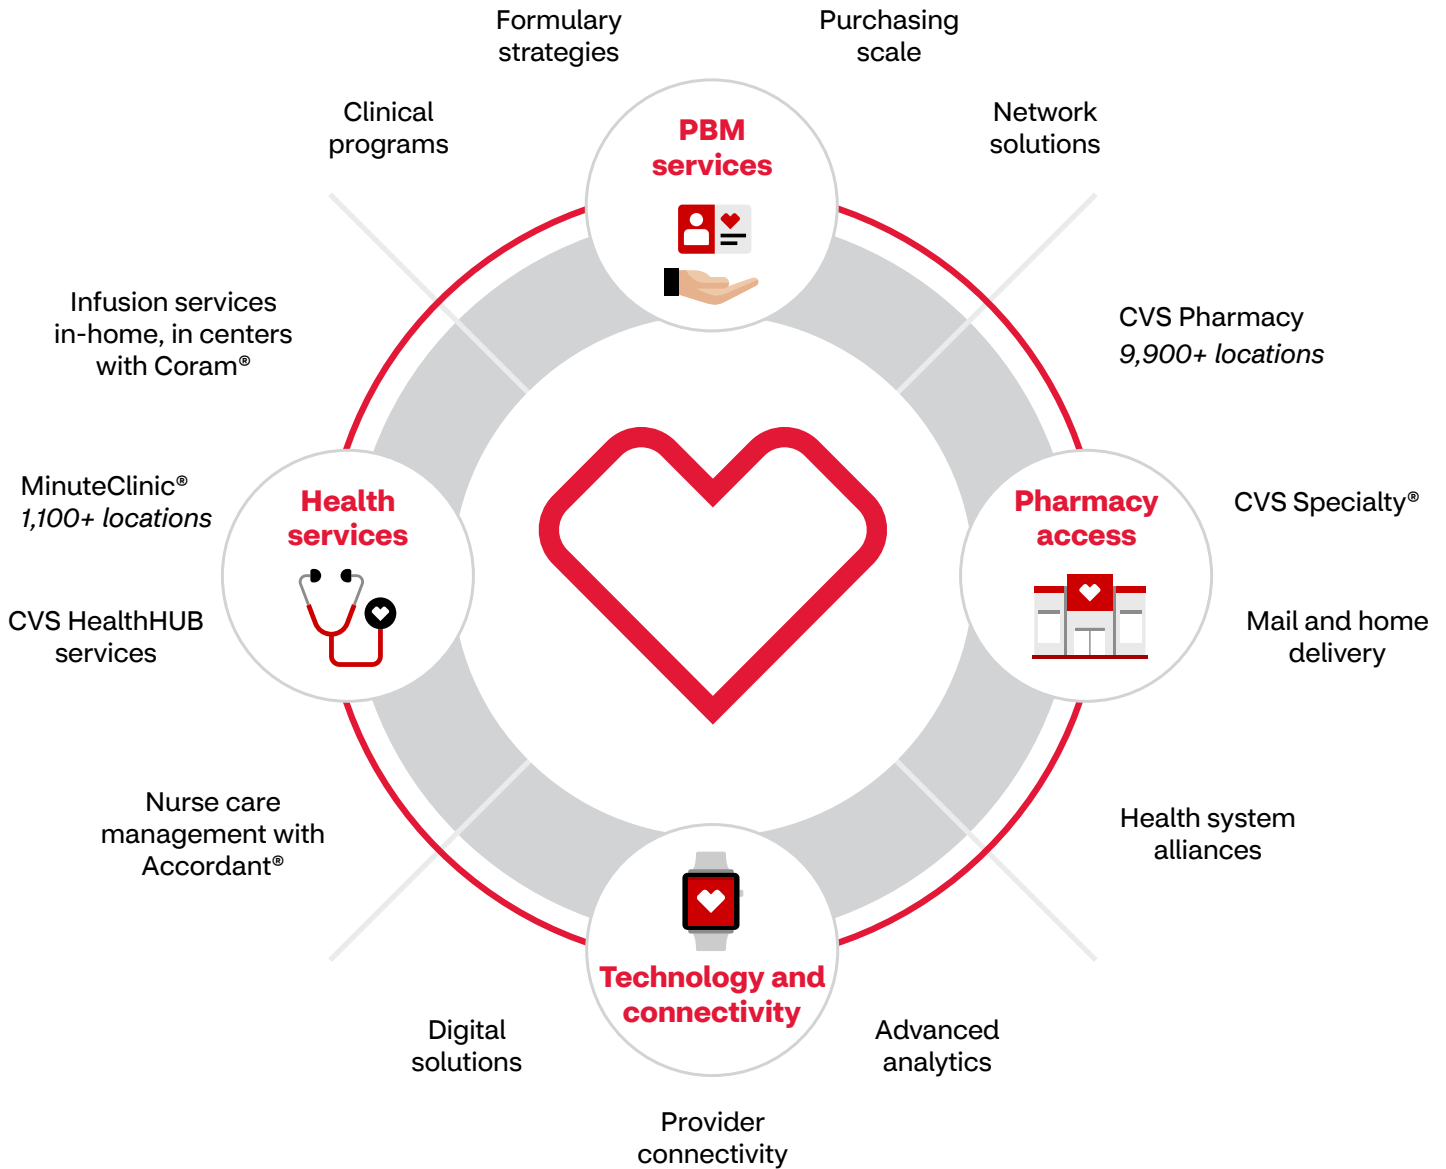 Formulary
strategies
Purchasing
scale
Clinical
programs
Network
solutions
PBM
services
Infusion services
in-home, in centers
with Coram®
CVS Pharmacy
9,900+ locations
MinuteClinic®
1,100+ locations
Health
services
Pharmacy
access
CVS Specialty®
CVS HealthHUB
services
Mail and home
delivery
Nurse care
management with
Accordant®
Health system
alliances
Technology and
connectivity
Digital
solutions
Advanced
analytics
Provider
connectivity